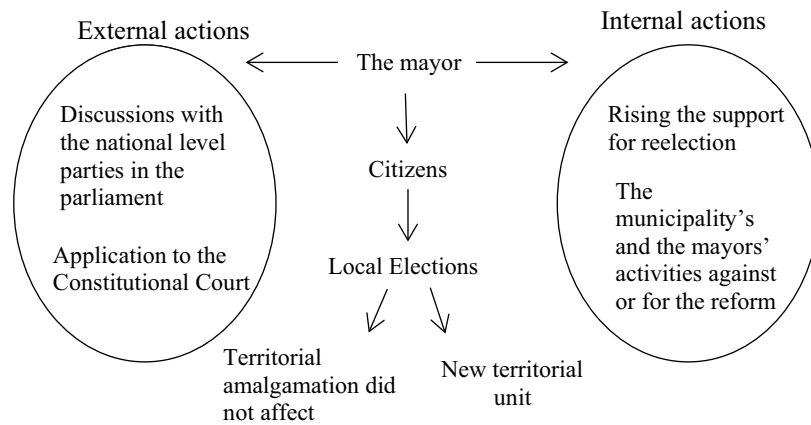 External actions
Internal actions
The mayor
Discussions with
the national level
parties in the
parliament
Application to the
Constitutional Court
Citizens
Local Elections
Territorial
amalgamation did
not affect
New territorial
unit
Rising the support
for reelection
The
municipality’s
and the mayors’
activities against
or for the reform